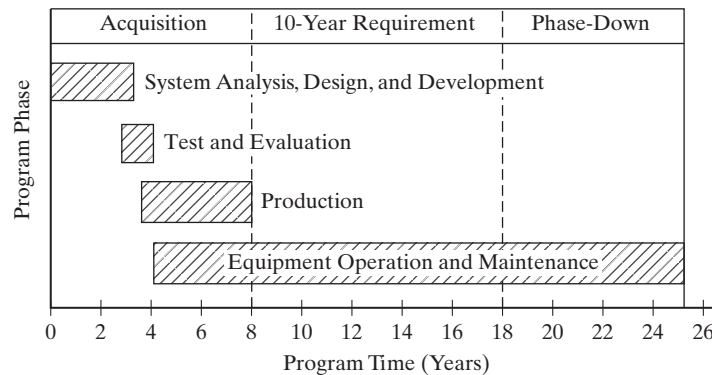 Acquisition 10-Year Requirement Phase-Down
System Analysis, Design, and Development
Test and Evaluation
Production
Equipment Operation and Maintenance
Program Phase
0 2 4 6 8 10 12 14 16 18 20 22 24 26
Program Time (Years)